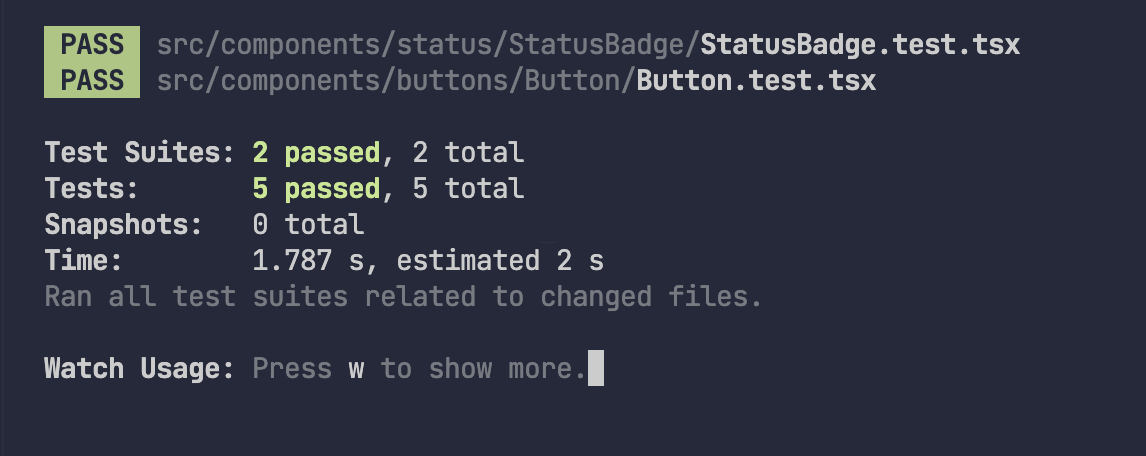 PASS src/components/status/StatusBadge/StatusBadge.test.tsx
PASS src/components/buttons/Button/Button.test.tsx
Test Suites: 2 passed, 2 total
Tests: 5 passed, 5 total
Snapshots: 0 total
Time: 1.787 s, estimated 2 s
Ran all test suites related to changed files.
Watch Usage: Press w to show more.